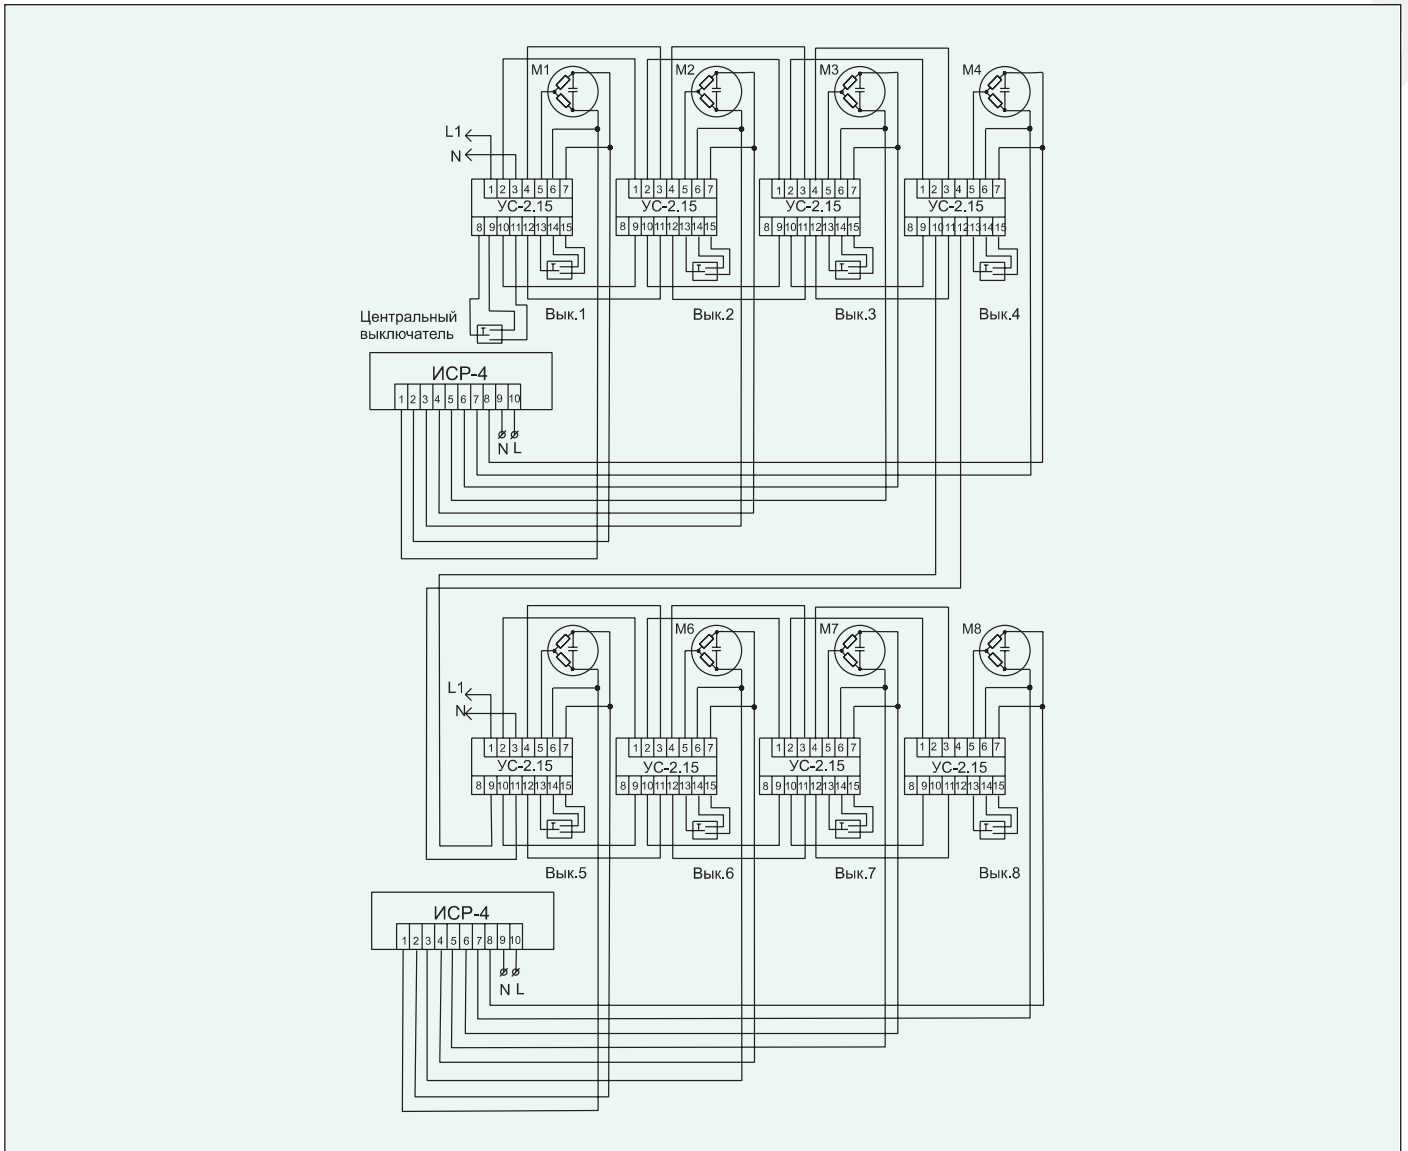 M1 M2 M3 M4
L1
N
1 2 3 4 5 6 7 1 2 3 4 5 6 7 1 2 3 4 5 6 7 1 2 3 4 5 6 7
УС-2.15 УС-2.15 УС-2.15 УС-2.15
8 9 10 11 12 13 14 15 8 9 10 11 12 13 14 15 8 9 10 11 12 13 14 15 8 9 10 11 12 13 14 15
Центральный
выключатель
Вык.1 Вык.2 Вык.3 Вык.4
ИСР-4
1 2 3 4 5 6 7 8 9 10
N L
M6 M7 M8
L1
N
1 2 3 4 5 6 7 1 2 3 4 5 6 7 1 2 3 4 5 6 7 1 2 3 4 5 6 7
УС-2.15 УС-2.15 УС-2.15 УС-2.15
8 9 10 11 12 13 14 15 8 9 10 11 12 13 14 15 8 9 10 11 12 13 14 15 8 9 10 11 12 13 14 15
Вык.5 Вык.6 Вык.7 Вык.8
ИСР-4
1 2 3 4 5 6 7 8 9 10
N L